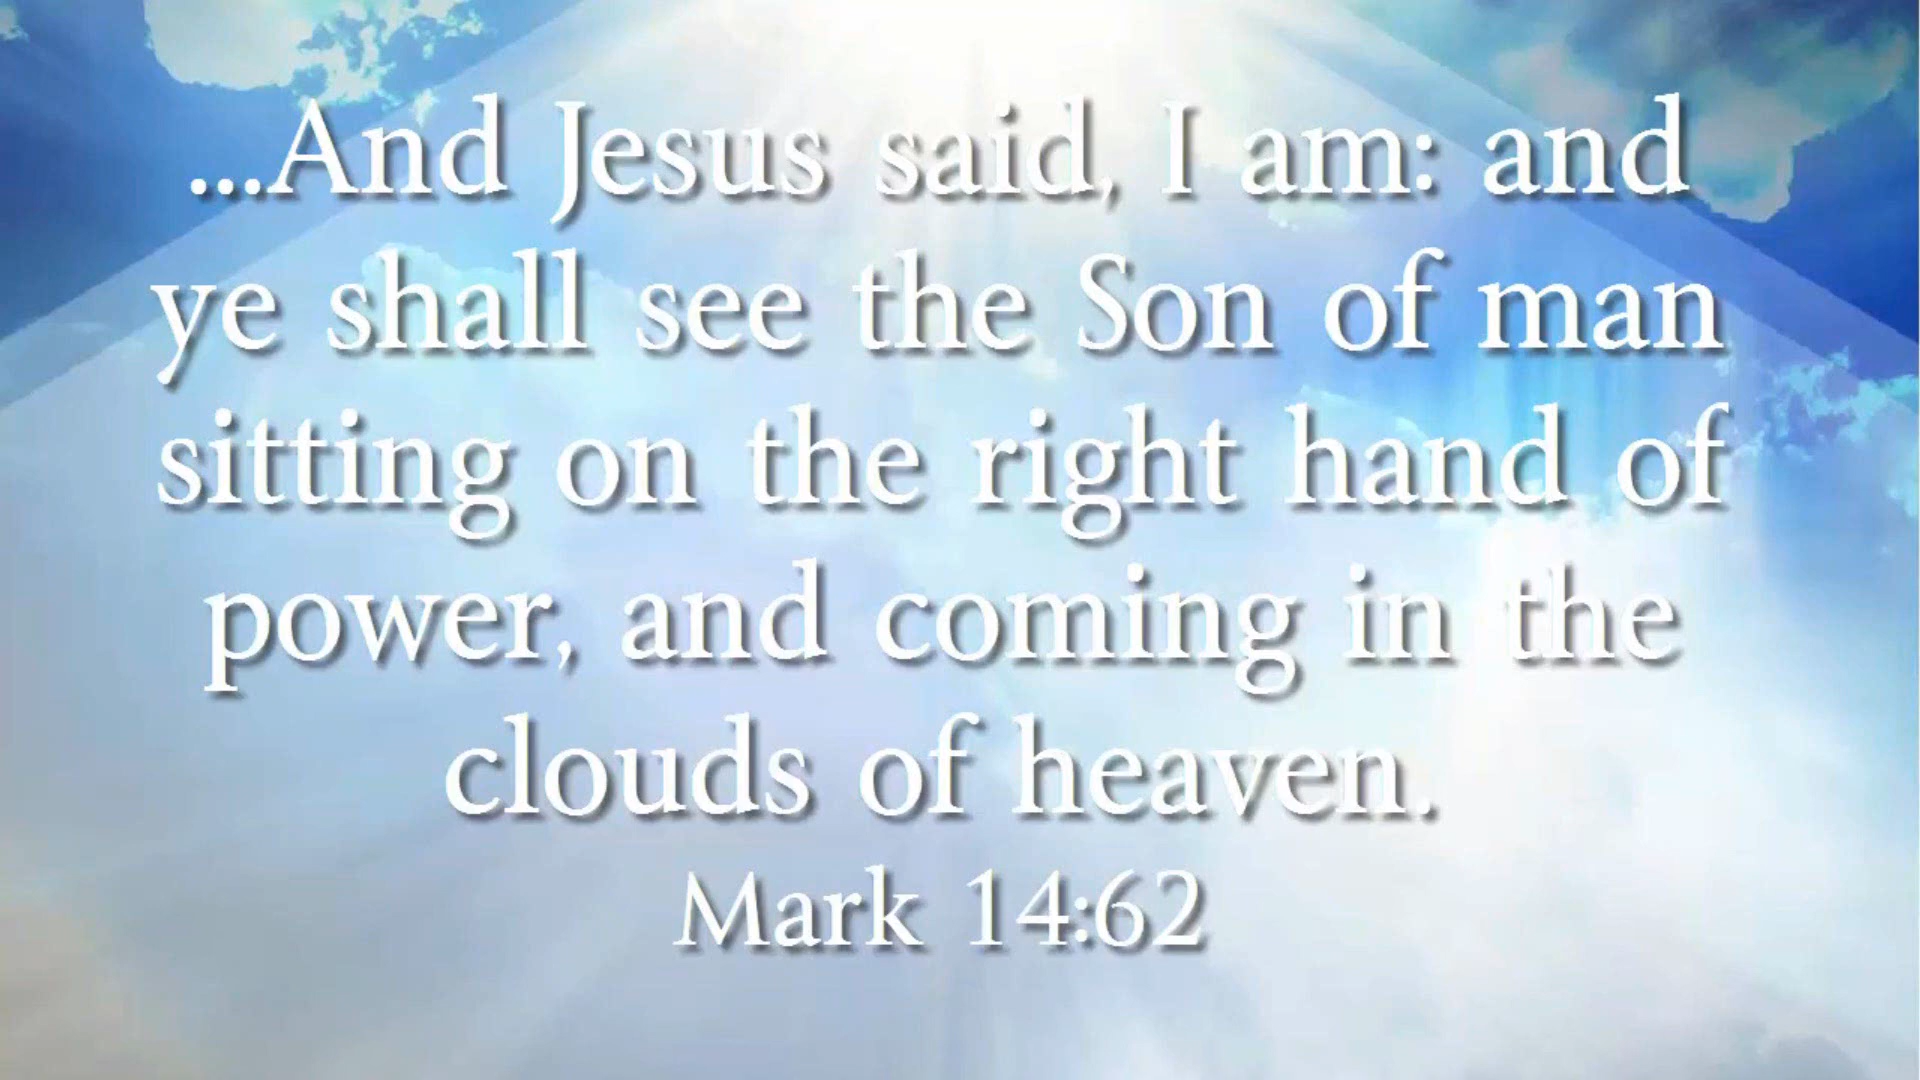 ...And Jesus said, I am: and
ye shall see the Son of man
sitting on the right hand of
power, and coming in the
clouds of heaven.
Mark 14:62